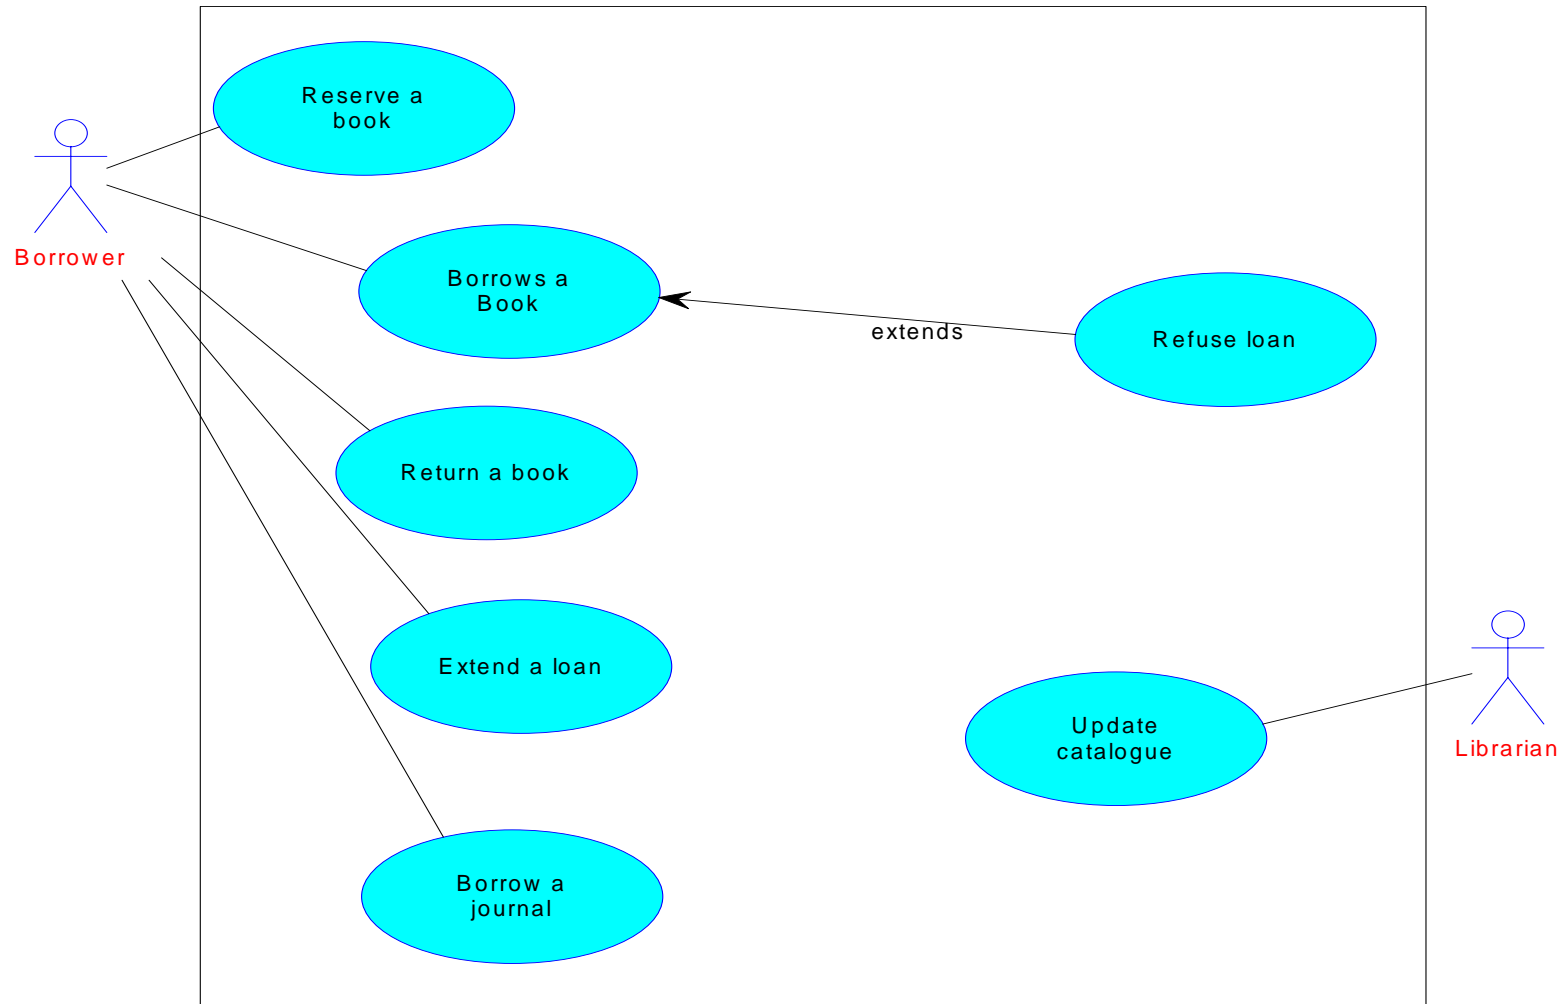 Reserve a
book
Borrower
Borrows a
Book
extends
Refuse loan
Return a book
Extend a loan
Update
catalogue
Librarian
Borrow a
journal